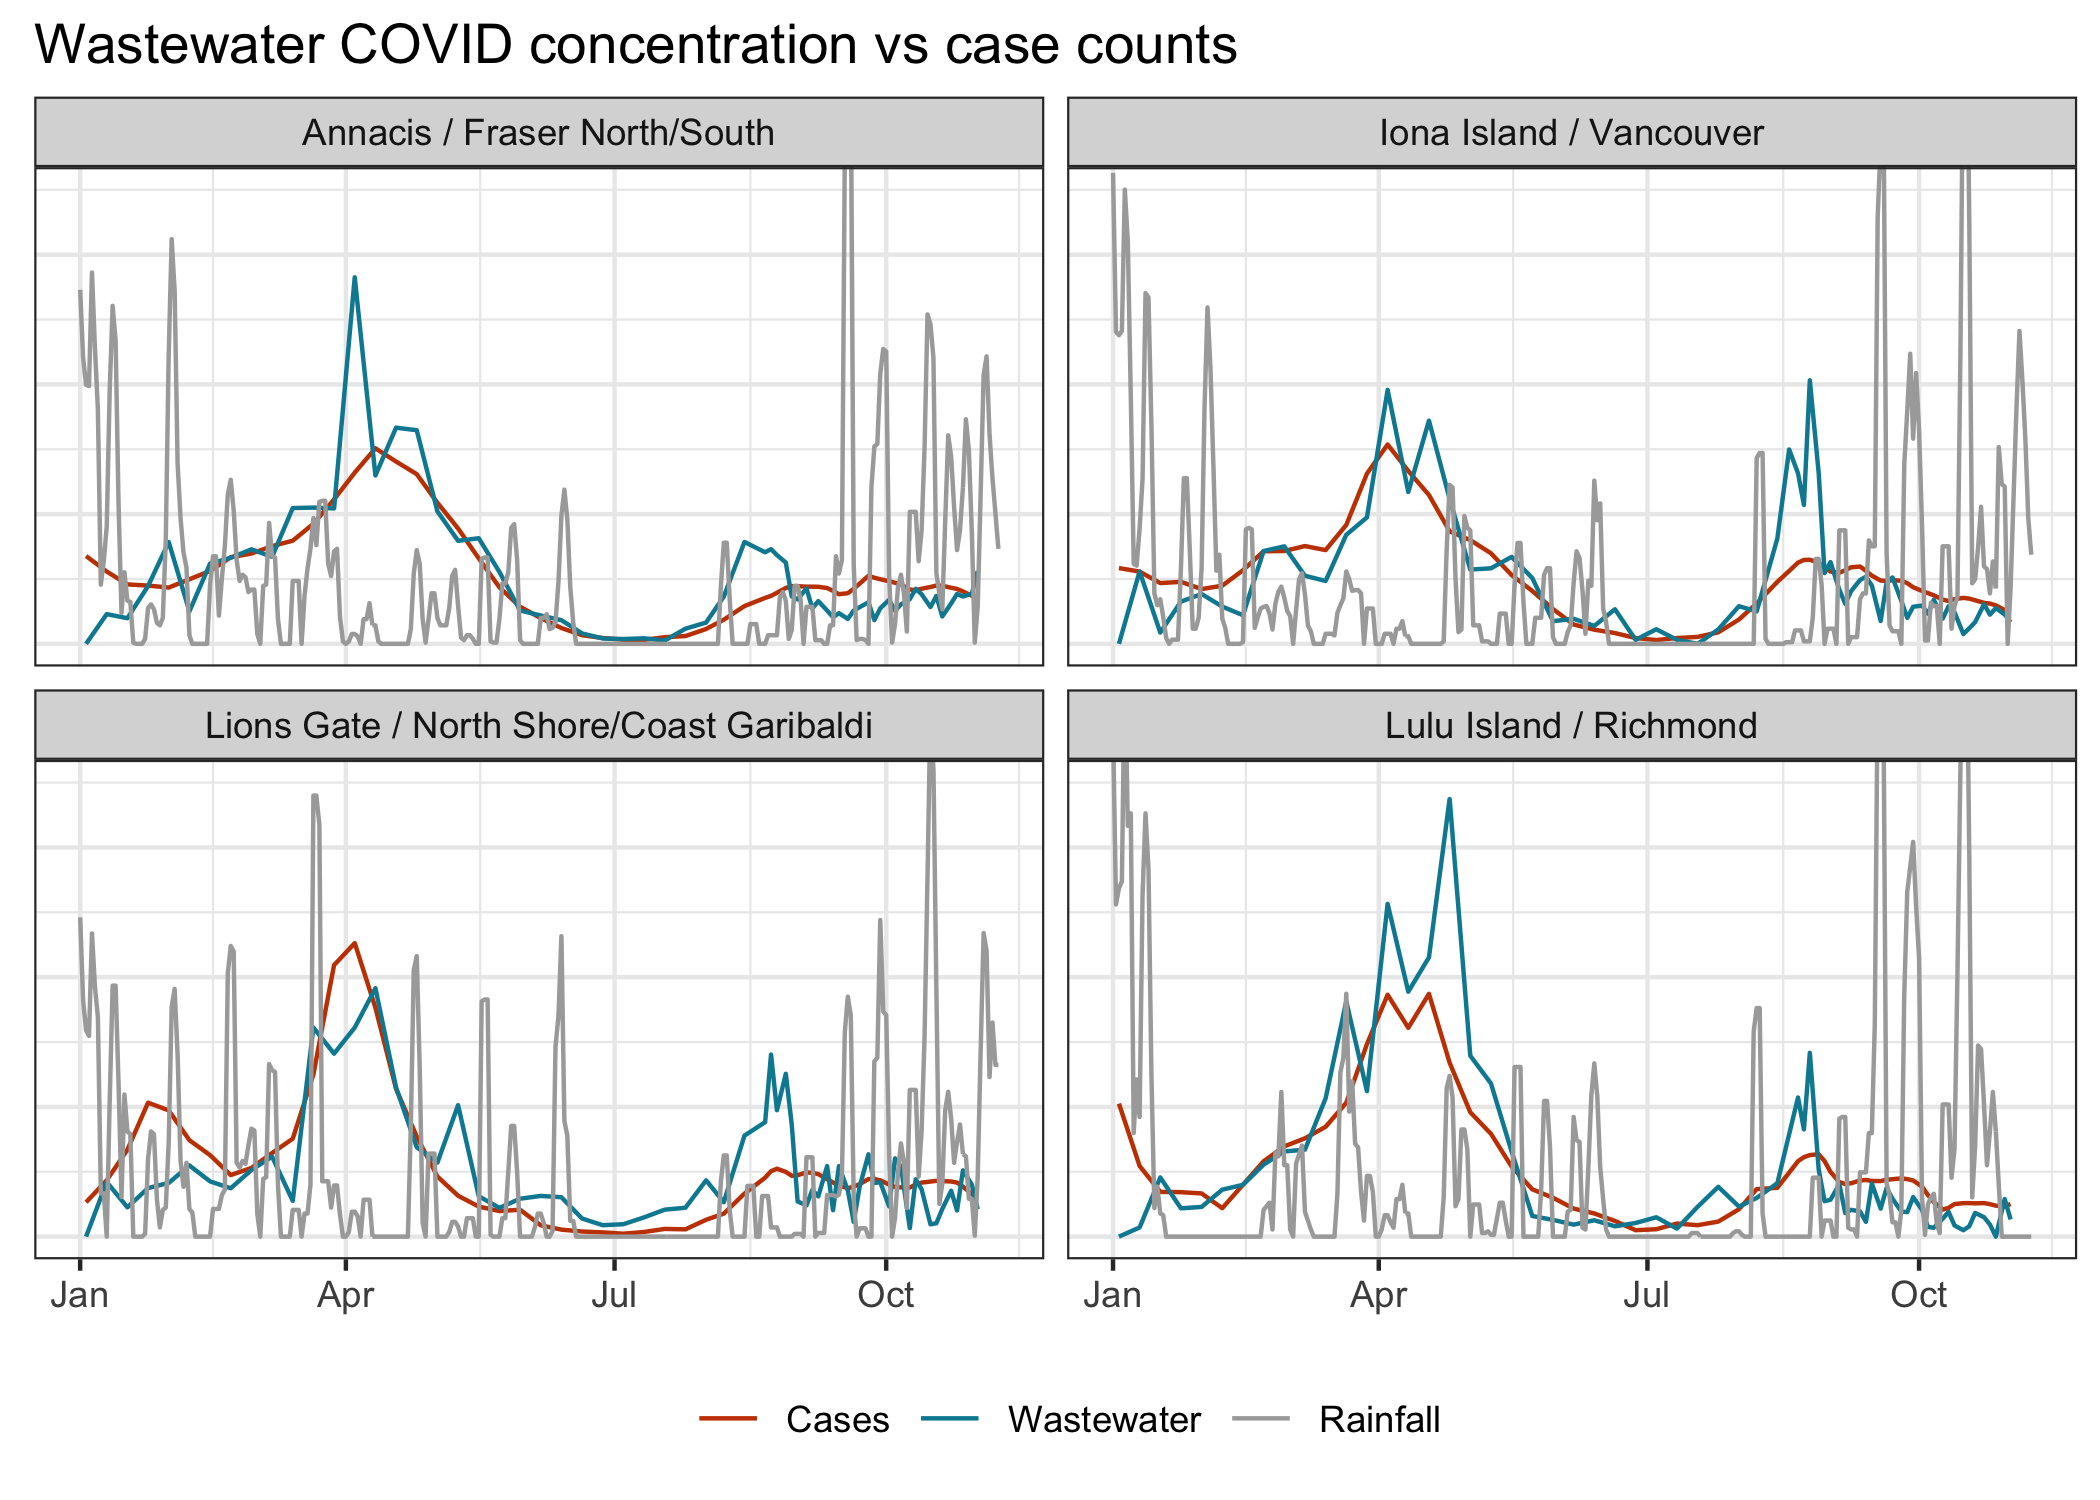 Wastewater COVID concentration vs case counts
Annacis / Fraser North/South
Iona Island / Vancouver
Lions Gate / North Shore/Coast Garibaldi
Lulu Island / Richmond
Jan Apr Jul Oct
Jan Apr Jul Oct
Cases Wastewater Rainfall